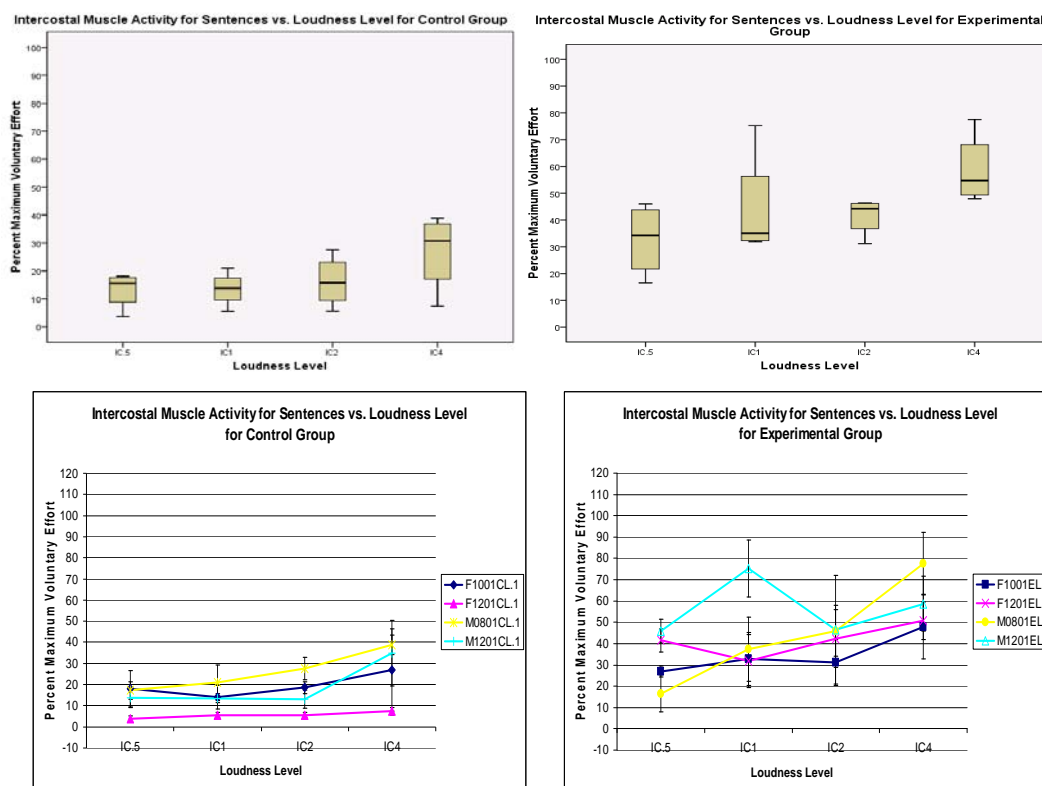 Intercostal Muscle Activity for Sentences vs. Loudness Level for Control Group
Percent Maximum Voluntary Effort
100
90
80
70
60
50
40
30
20
10
0
IC.5 IC1 IC2 IC4
Loudness Level
Intercostal Muscle Activity for Sentences vs. Loudness Level for Experimental
Group
Percent Maximum Voluntary Effort
100
90
80
70
60
50
40
30
20
10
0
IC.5 IC1 IC2 IC4
Loudness Level
Intercostal Muscle Activity for Sentences vs. Loudness Level
for Control Group
Percent Maximum Voluntary Effort
120
110
100
90
80
70
60
50
40
30
20
10
0
-10
IC.5 IC1 IC2 IC4
Loudness Level
F1001CL.1
F1201CL.1
M0801CL.1
M1201CL.1
Intercostal Muscle Activity for Sentences vs. Loudness Level
for Experimental Group
Percent Maximum Voluntary Effort
120
110
100
90
80
70
60
50
40
30
20
10
0
-10
IC.5 IC1 IC2 IC4
Loudness Level
F1001EL
F1201EL
M0801EL
M1201EL